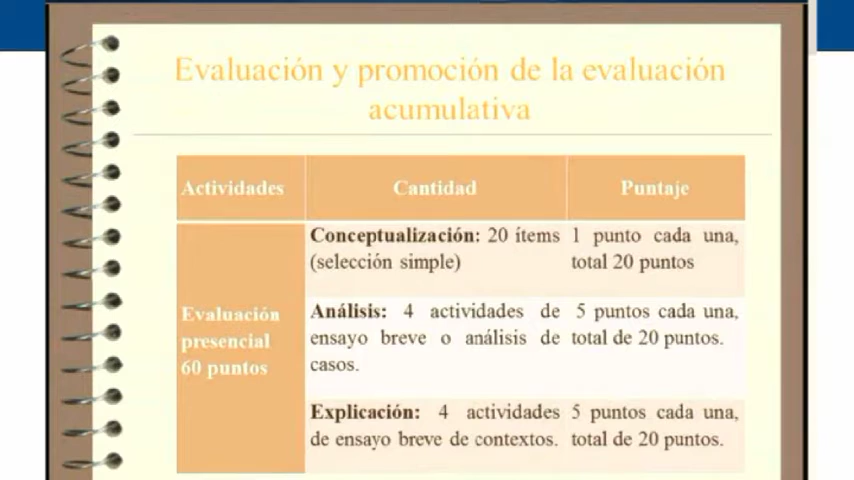 Evaluación y promoción de la evaluación
acumulativa
Actividades Cantidad Puntaje
Evaluación
presencial
60 puntos
Conceptualización: 20 ítems
(selección simple)
1 punto cada una,
total 20 puntos
Análisis: 4 actividades de
ensayo breve o análisis de
casos.
5 puntos cada una,
total de 20 puntos.
Explicación: 4 actividades
de ensayo breve de contextos.
5 puntos cada una,
total de 20 puntos.